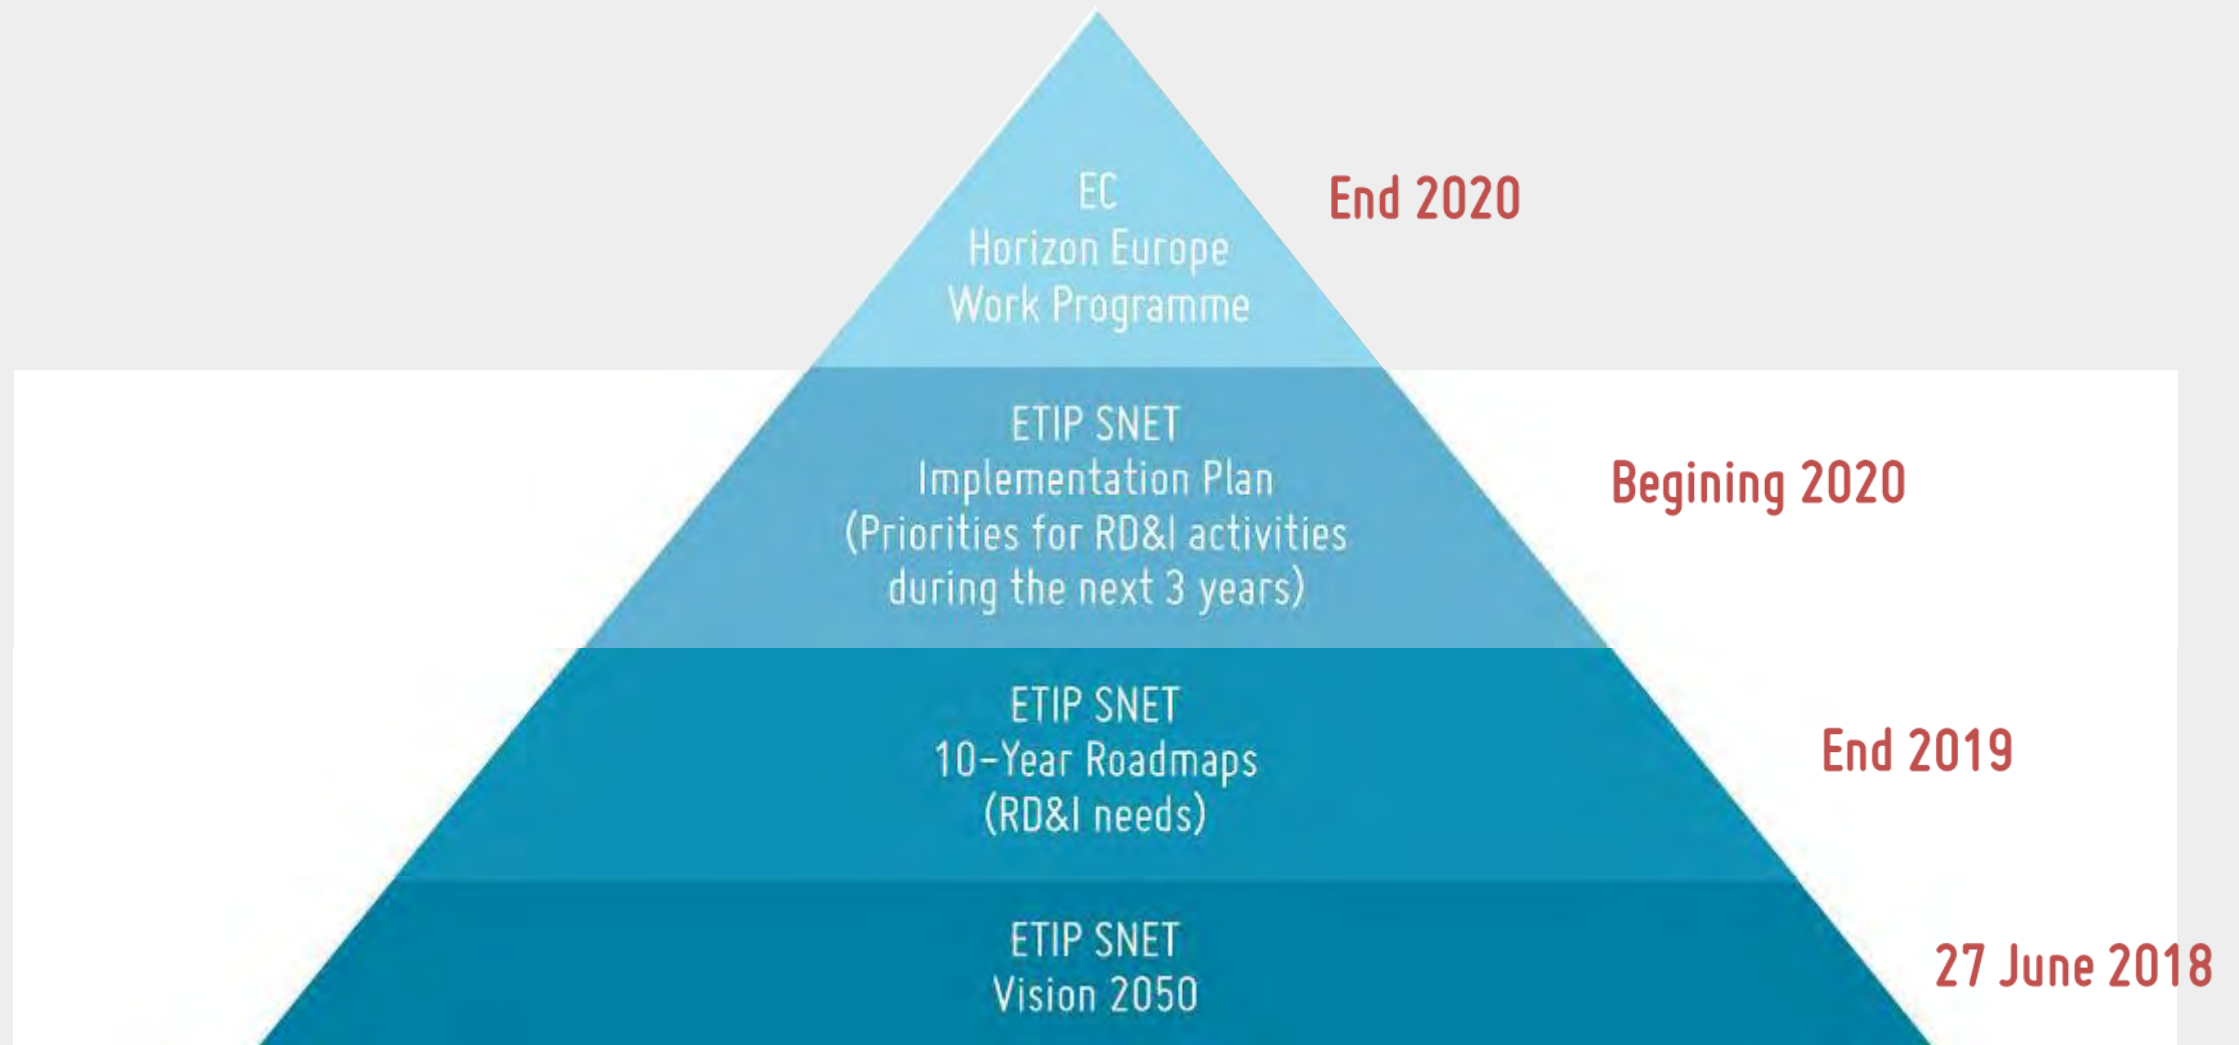 EC
Horizon Europe
Work Programme
End 2020
ETIP SNET
Implementation Plan
(Priorities for RD&I activities
during the next 3 years)
Begining 2020
ETIP SNET
10-Year Roadmaps
(RD&I needs)
End 2019
ETIP SNET
Vision 2050
27 June 2018